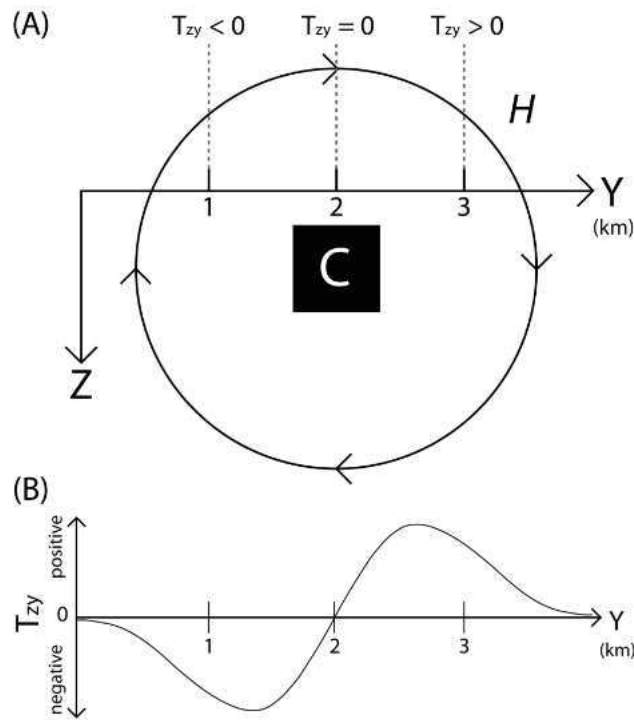 (A)
Tzy < 0 Tzy = 0 Tzy > 0
H
1 2 3 Y
(km)
C
Z
(B)
positive
Tzy 0
negative
1 2 3 Y
(km)